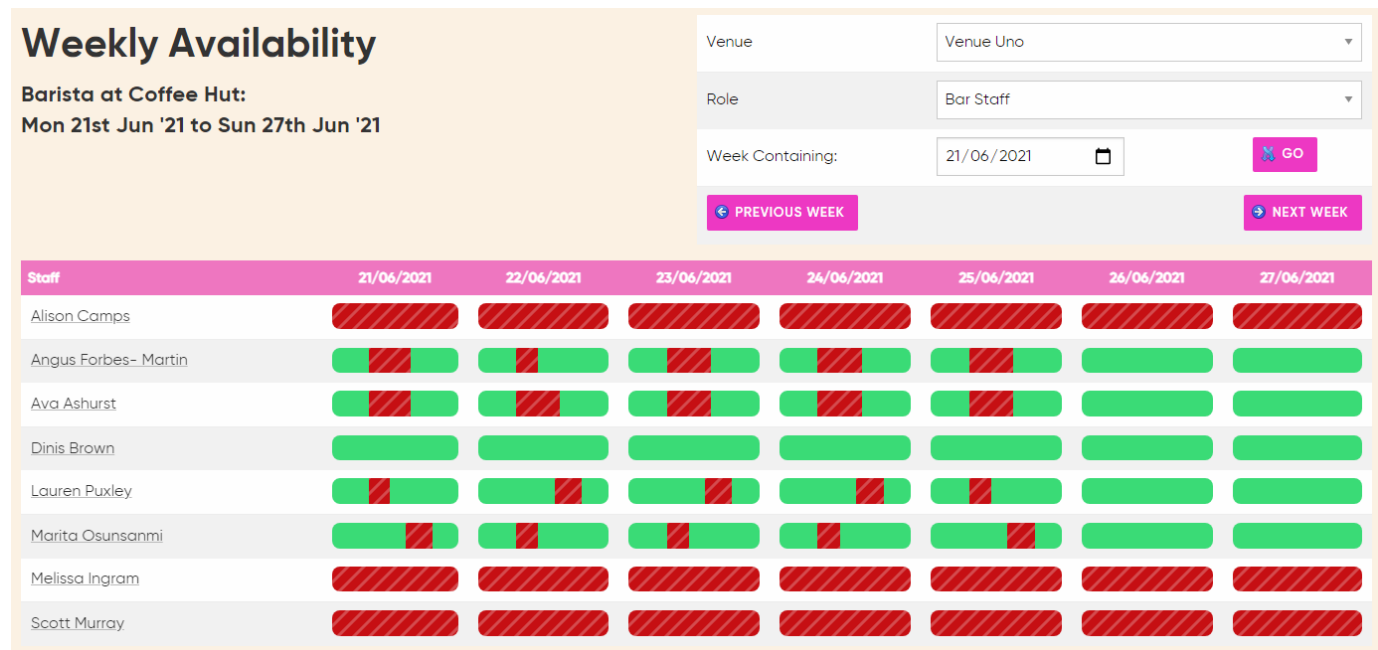 Weekly Availability
Barista at Coffee Hut:
Mon 21st Jun '21 to Sun 27th Jun '21
Venue Venue Uno
Role Bar Staff
Week Containing: 21/06/2021 GO
PREVIOUS WEEK NEXT WEEK
Staff 21/06/2021 22/06/2021 23/06/2021 24/06/2021 25/06/2021 26/06/2021 27/06/2021
Alison Camps
Angus Forbes- Martin
Ava Ashurst
Dinis Brown
Lauren Puxley
Marita Osunsanmi
Melissa Ingram
Scott Murray